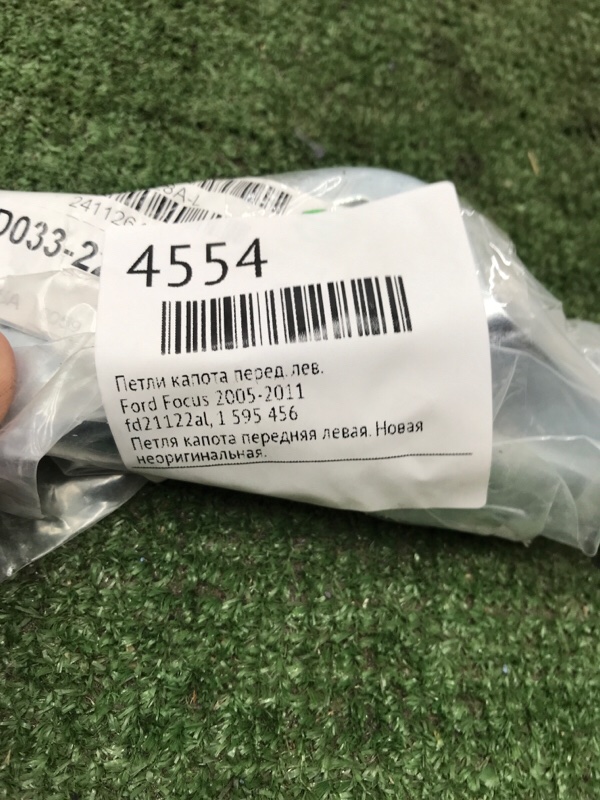 241126
4554
Петли капота перед. лев.
Ford Focus 2005-2011
fd21122al, 1 595 456
Петля капота передняя левая. Новая
неоригинальная.